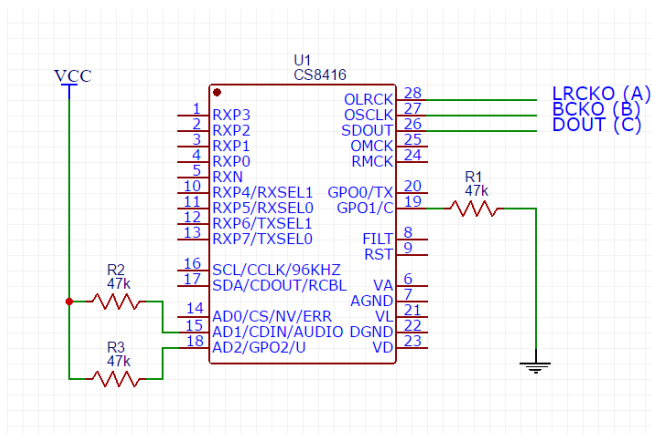 U1
CS8416
VCC
OLRCK 28 LRCKO (A)
OSCLK 27 BCKO (B)
SDOUT 26 DOUT (C)
1 RXP3
2 RXP2
3 RXP1
4 RXP0
5 RXN
10 RXP4/RXSEL1
11 RXP5/RXSEL0
12 RXP6/TXSEL1
13 RXP7/TXSEL0
16 SCL/CCLK/96KHZ
17 SDA/CDOUT/RCBL
14 AD0/CS/NV/ERR
15 AD1/CDIN/AUDIO
18 AD2/GPO2/U
OMCK 25
RMCK 24
GPO0/TX 20
GPO1/C 19
FILT 8
RST 9
VA 6
AGND 7
VL 21
DGND 22
VD 23
R1
47k
R2
47k
R3
47k